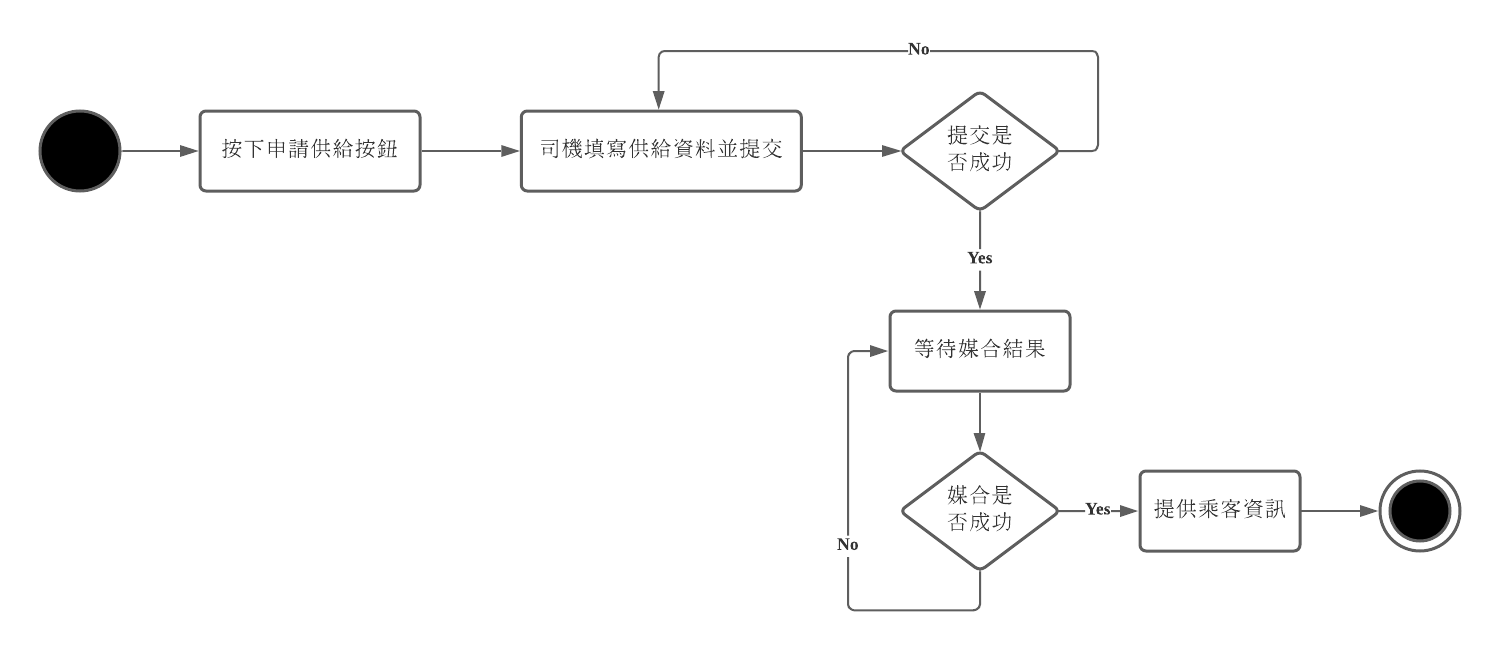 No
按下申請供給按鈕
司機填寫供給資料並提交
提交是
否成功
Yes
等待媒合結果
媒合是
否成功
Yes
提供乘客資訊
No